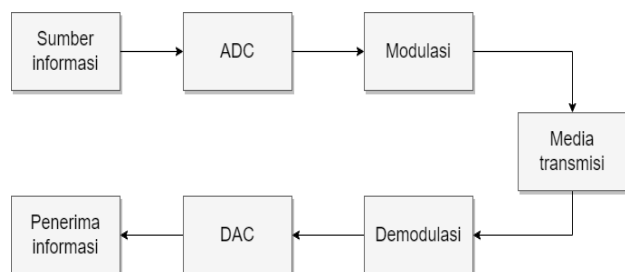 Sumber
informasi
ADC
Modulasi
Media
transmisi
Demodulasi
DAC
Penerima
informasi